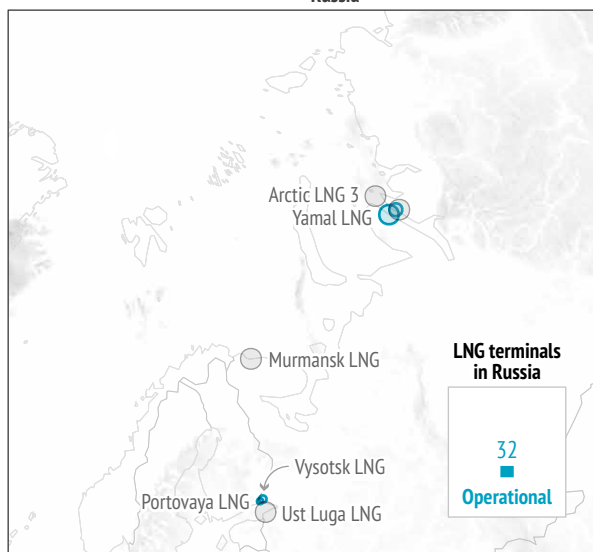 Russia
Arctic LNG 3
Yamal LNG
Murmansk LNG
LNG terminals
in Russia
32
Operational
Vysotsk LNG
Portovaya LNG
Ust Luga LNG